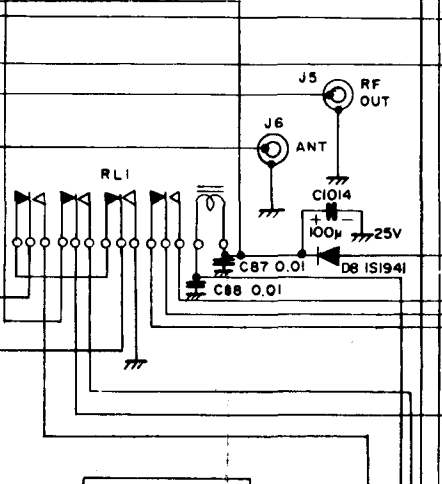 J5
RF
OUT
J6
ANT
RL1
C1014
+ −
100μ
25V
C87 0.01
D8 1S1941
C88 0.01